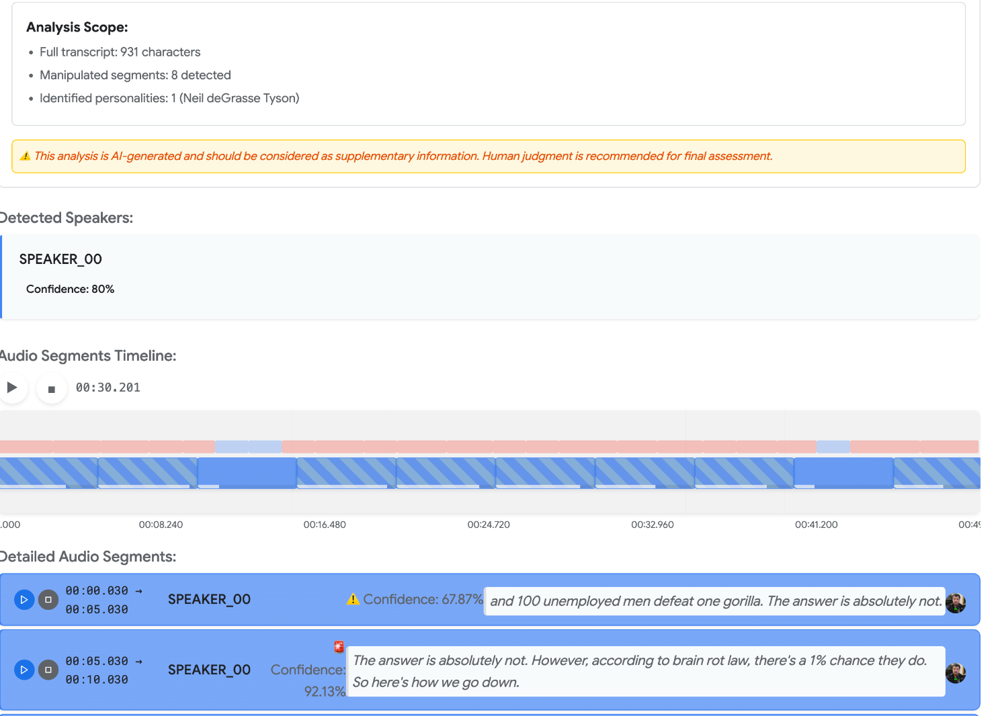 Analysis Scope:
Full transcript: 931 characters
Manipulated segments: 8 detected
Identified personalities: 1 (Neil deGrasse Tyson)
This analysis is AI-generated and should be considered as supplementary information. Human judgment is recommended for final assessment.
Detected Speakers:
SPEAKER_00
Confidence: 80%
Audio Segments Timeline:
00:30.201
.000 00:08.240 00:16.480 00:24.720 00:32.960 00:41.200 00:49
Detailed Audio Segments:
00:00.030 →
00:05.030
SPEAKER_00
Confidence: 67.87%
and 100 unemployed men defeat one gorilla. The answer is absolutely not.
00:05.030 →
00:10.030
SPEAKER_00
Confidence:
92.13%
The answer is absolutely not. However, according to brain rot law, there's a 1% chance they do.
So here's how we go down.